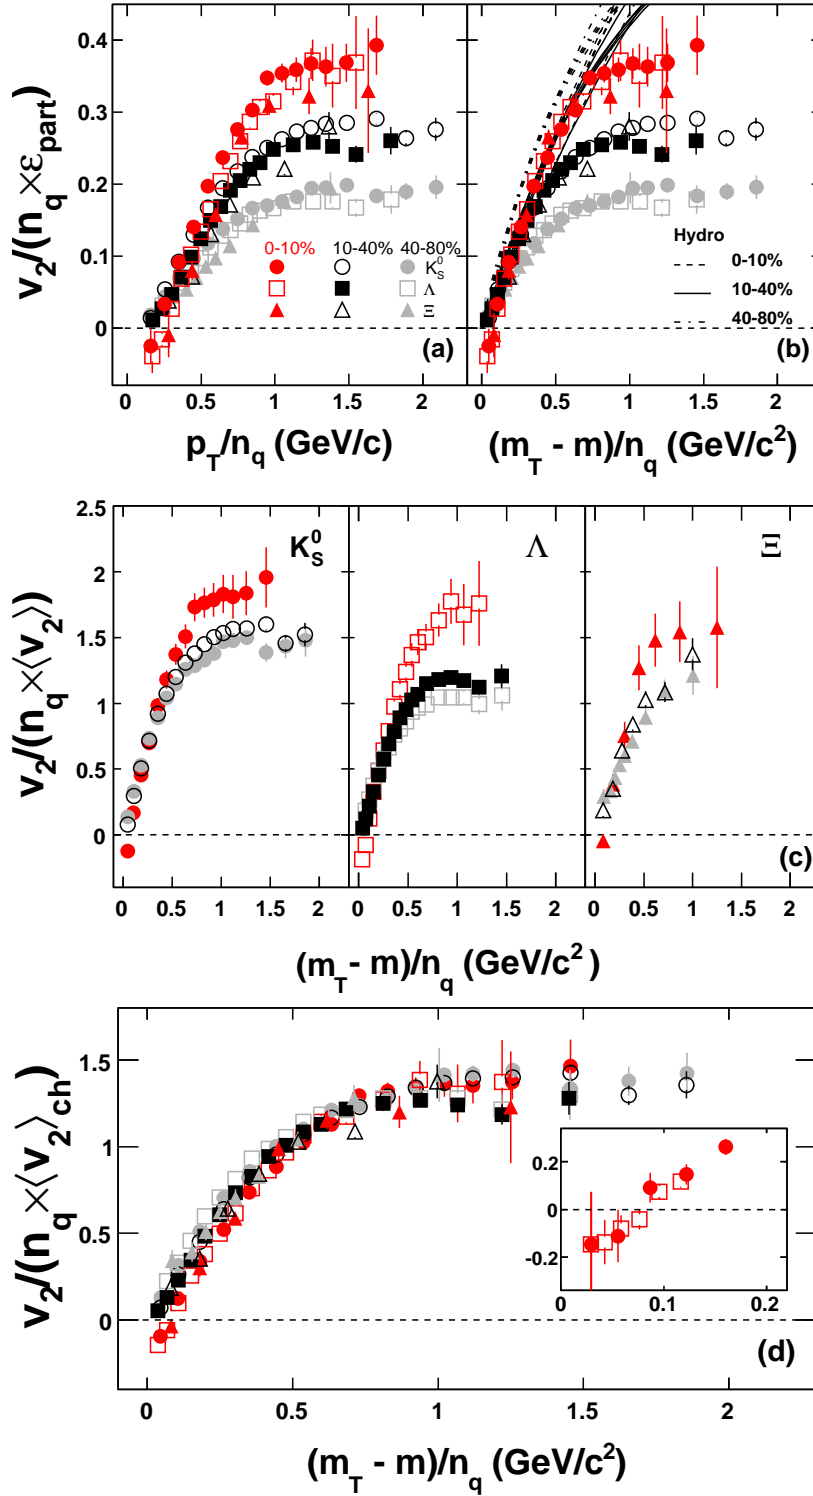 v2/(nq × εpart)
0.4
0.3
0.2
0.1
0
0-10% 10-40% 40-80%
K0S
Λ
Ξ
(a)
Hydro
0-10%
10-40%
40-80%
(b)
0 0.5 1 1.5 2
0 0.5 1 1.5 2
pT/nq (GeV/c)
(mT - m)/nq (GeV/c2)
v2/(nq × ⟨v2⟩)
2.5
2
1.5
1
0.5
0
K0S
Λ
Ξ
(c)
0 0.5 1 1.5 2
0 0.5 1 1.5 2
0 0.5 1 1.5 2
(mT - m)/nq (GeV/c2)
v2/(nq × ⟨v2⟩ch)
1.5
1
0.5
0
0.2
0
-0.2
0 0.1 0.2
(d)
0 0.5 1 1.5 2
(mT - m)/nq (GeV/c2)